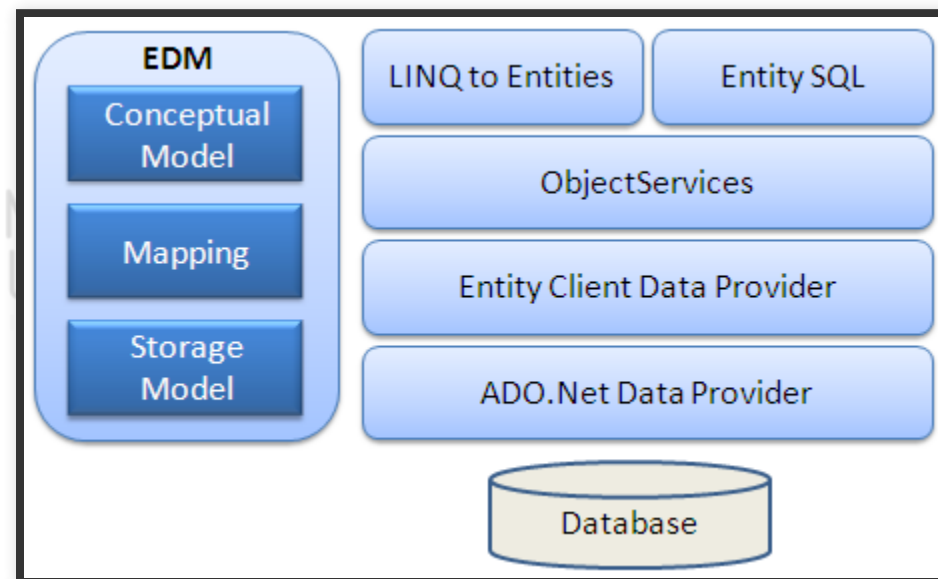 EDM
Conceptual
Model
Mapping
Storage
Model
LINQ to Entities
Entity SQL
ObjectServices
Entity Client Data Provider
ADO.Net Data Provider
Database